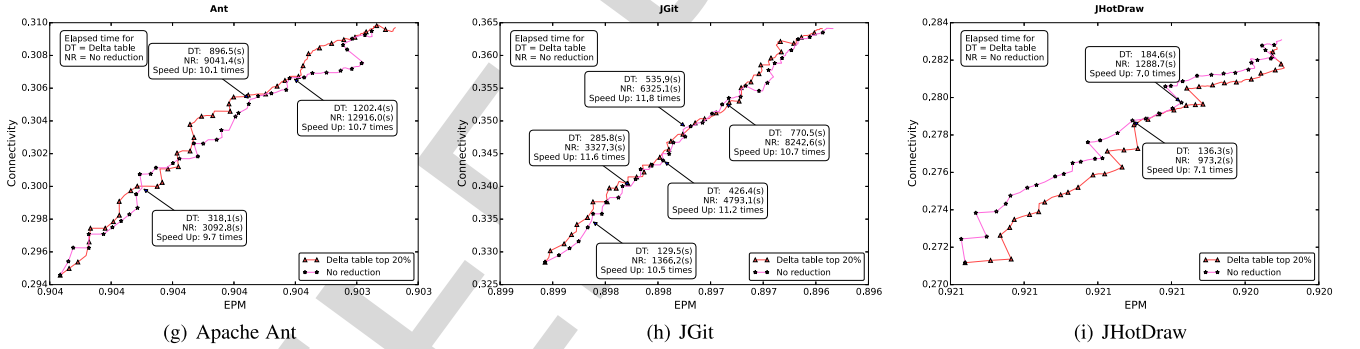 Ant
Connectivity
0.310
0.308
0.306
0.304
0.302
0.300
0.298
0.296
0.294
Elapsed time for
DT = Delta table
NR = No reduction
DT: 896.5(s)
NR: 9041.4(s)
Speed Up: 10.1 times
DT: 1202.4(s)
NR: 12916.0(s)
Speed Up: 10.7 times
DT: 318,1(s)
NR: 3092.8(s)
Speed Up: 9.7 times
Delta table top 20%
No reduction
0.904 0.904 0.904 0.904 0.904 0.903 0.903
EPM
(g) Apache Ant
JGit
Connectivity
0.365
0.360
0.355
0.350
0.345
0.340
0.335
0.330
0.325
Elapsed time for
DT = Delta table
NR = No reduction
DT: 535,9(s)
NR: 6325.1(s)
Speed Up: 11,8 times
DT: 285.8(s)
NR: 3327,3(s)
Speed Up: 11.6 times
DT: 770.5(s)
NR: 8242,6(s)
Speed Up: 10.7 times
DT: 426.4(s)
NR: 4793,1(s)
Speed Up: 11.2 times
DT: 129.5(s)
NR: 1366,2(s)
Speed Up: 10.5 times
Delta table top 20%
No reduction
0.899 0.899 0.898 0.898 0.897 0.897 0.896 0.896
EPM
(h) JGit
JHotDraw
Connectivity
0.284
0.282
0.280
0.278
0.276
0.274
0.272
0.270
Elapsed time for
DT = Delta table
NR = No reduction
DT: 184,6(s)
NR: 1288.7(s)
Speed Up: 7,0 times
DT: 136.3(s)
NR: 973,2(s)
Speed Up: 7.1 times
Delta table top 20%
No reduction
0.921 0.921 0.921 0.921 0.920 0.920
EPM
(i) JHotDraw